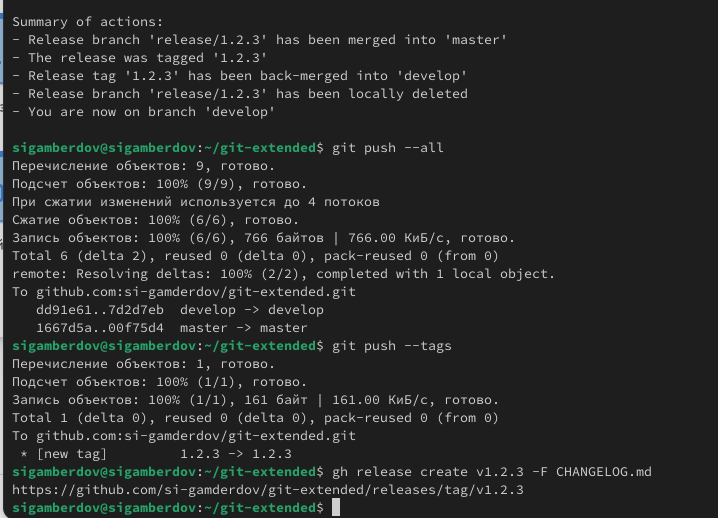 Summary of actions:
- Release branch 'release/1.2.3' has been merged into 'master'
- The release was tagged '1.2.3'
- Release tag '1.2.3' has been back-merged into 'develop'
- Release branch 'release/1.2.3' has been locally deleted
- You are now on branch 'develop'
sigamberdov@sigamberdov:~/git-extended$ git push --all
Перечисление объектов: 9, готово.
Подсчет объектов: 100% (9/9), готово.
При сжатии изменений используется до 4 потоков
Сжатие объектов: 100% (6/6), готово.
Запись объектов: 100% (6/6), 766 байтов | 766.00 КиБ/с, готово.
Total 6 (delta 2), reused 0 (delta 0), pack-reused 0 (from 0)
remote: Resolving deltas: 100% (2/2), completed with 1 local object.
To github.com:si-gamderdov/git-extended.git
dd91e61..7d2d7eb  develop -> develop
1667d5a..00f75d4  master -> master
sigamberdov@sigamberdov:~/git-extended$ git push --tags
Перечисление объектов: 1, готово.
Подсчет объектов: 100% (1/1), готово.
Запись объектов: 100% (1/1), 161 байт | 161.00 КиБ/с, готово.
Total 1 (delta 0), reused 0 (delta 0), pack-reused 0 (from 0)
To github.com:si-gamderdov/git-extended.git
* [new tag]         1.2.3 -> 1.2.3
sigamberdov@sigamberdov:~/git-extended$ gh release create v1.2.3 -F CHANGELOG.md
https://github.com/si-gamderdov/git-extended/releases/tag/v1.2.3
sigamberdov@sigamberdov:~/git-extended$